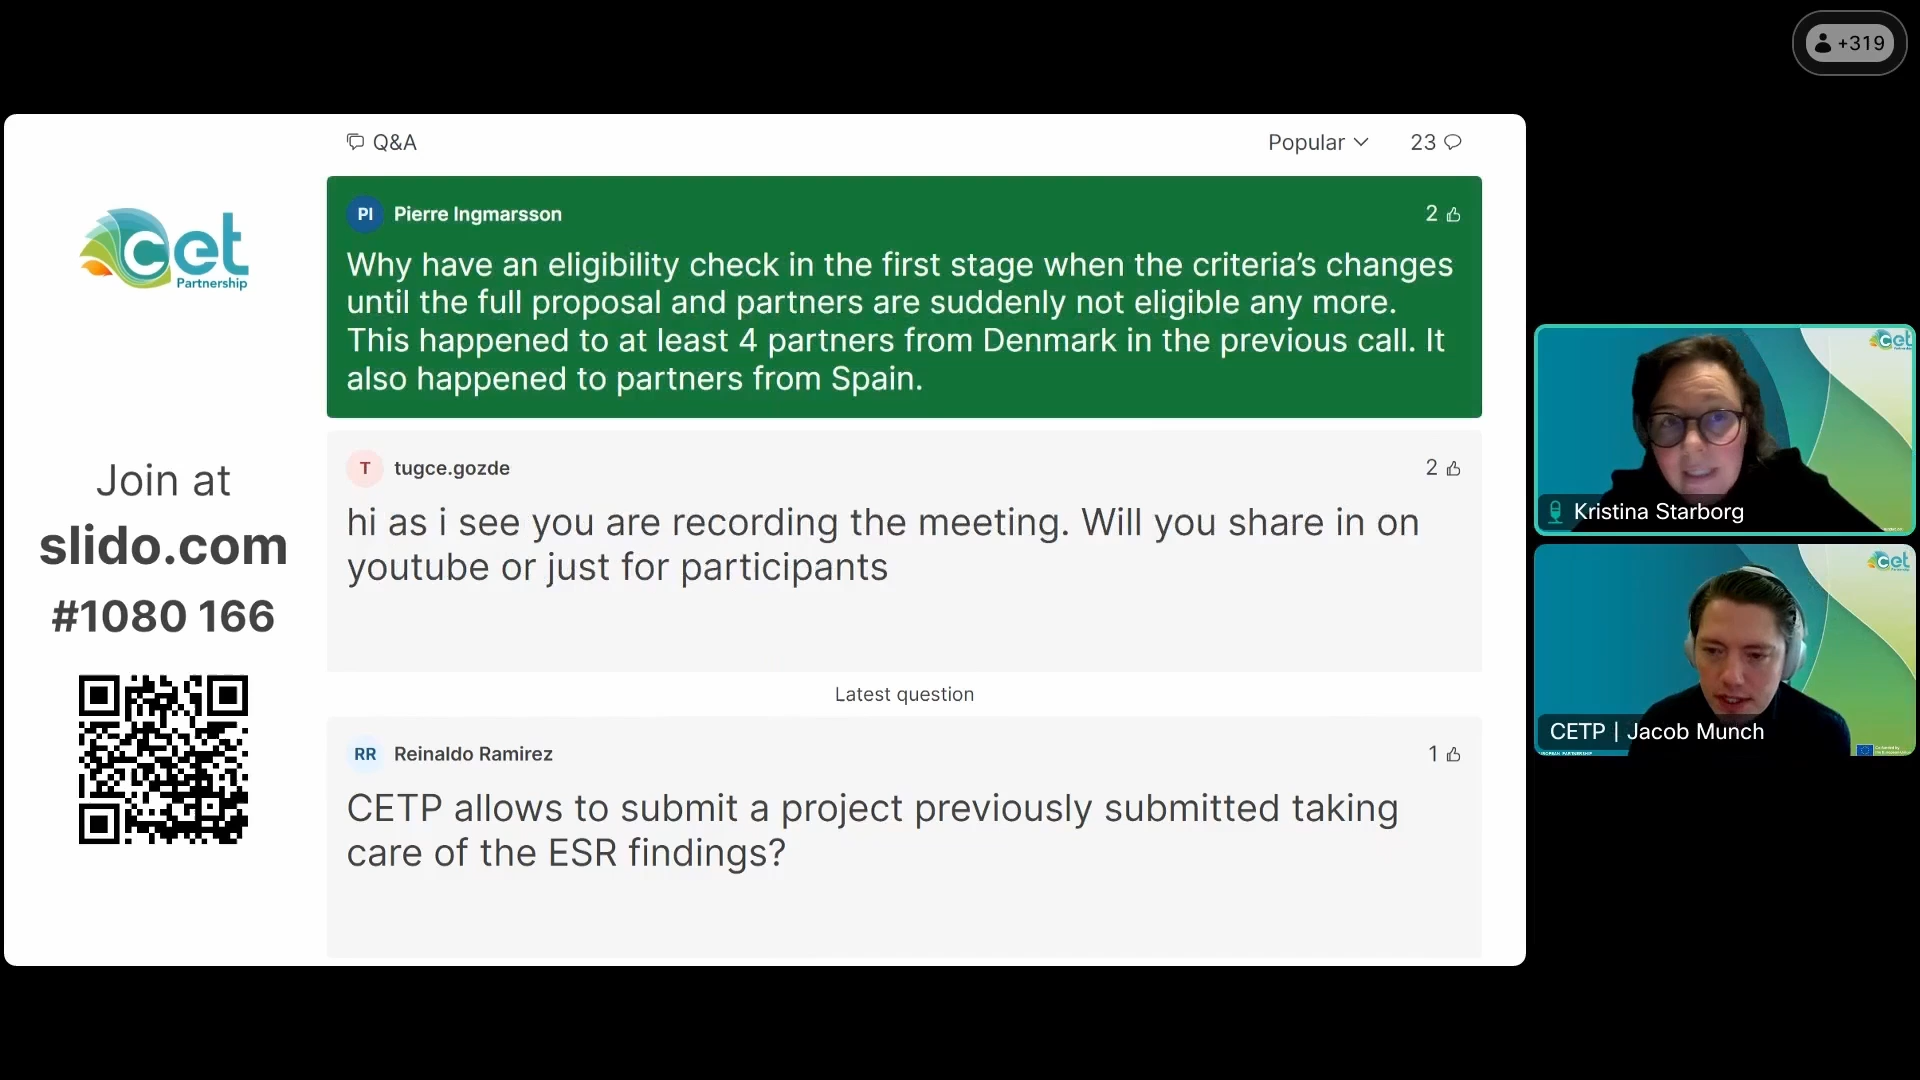 +319
Q&A
Popular
23
cet
Partnership
PI
Pierre Ingmarsson
2
Why have an eligibility check in the first stage when the criteria’s changes
until the full proposal and partners are suddenly not eligible any more.
This happened to at least 4 partners from Denmark in the previous call. It
also happened to partners from Spain.
T
tugce.gozde
2
hi as i see you are recording the meeting. Will you share in on
youtube or just for participants
Join at
slido.com
#1080 166
Latest question
RR
Reinaldo Ramirez
1
CETP allows to submit a project previously submitted taking
care of the ESR findings?
cet
Kristina Starborg
cet
CETP | Jacob Munch